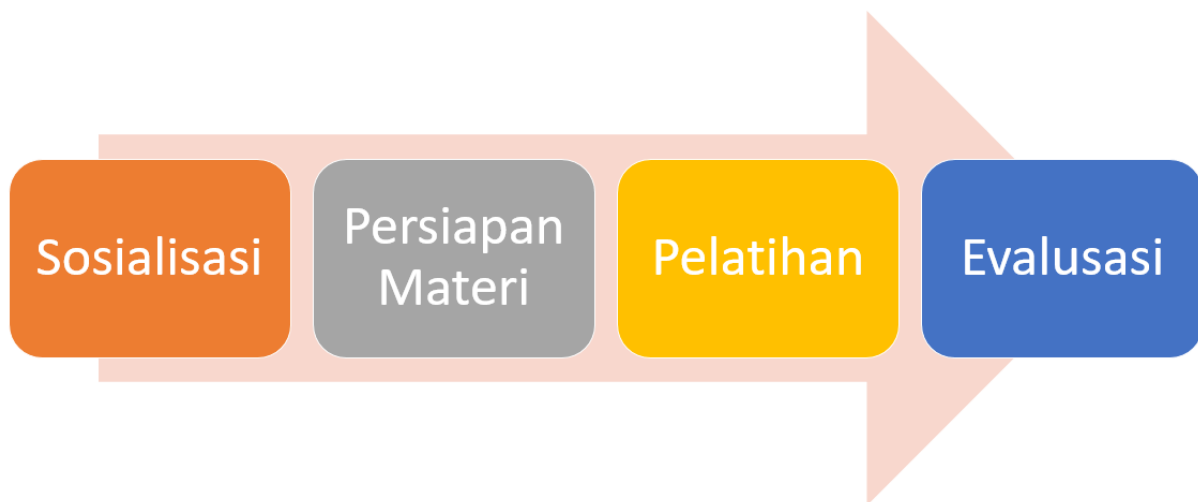 Sosialisasi
Persiapan
Materi
Pelatihan
Evalusasi